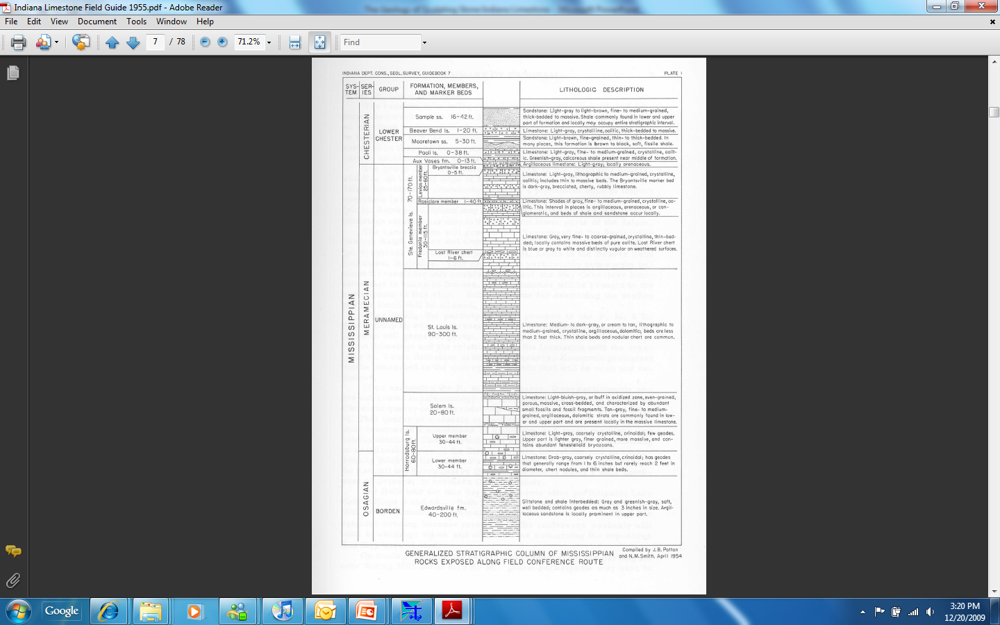 Indiana Limestone Field Guide 1955.pdf - Adobe Reader
File Edit View Document Tools Window Help
7 / 78 71.2% Find
INDIANA DEPT. CONS., GEOL. SURVEY, GUIDEBOOK 7 PLATE 1
SYS-
TEM
SER-
IES
GROUP
FORMATION, MEMBERS,
AND MARKER BEDS
LITHOLOGIC DESCRIPTION
MISSISSIPPIAN
CHESTERIAN
LOWER
CHESTER
Sample ss. 16-42 ft.
Sandstone: Light-gray to light-brown, fine- to medium-grained,
thick-bedded to massive. Shale commonly found in lower and upper
part of formation and locally may occupy entire stratigraphic interval.
Beaver Bend ls. 1-20 ft.
Limestone: Light-gray, crystalline, oolitic, thick-bedded to massive.
Mooretown ss. 5-30 ft.
Sandstone: Light-brown, fine-grained, thin- to thick-bedded. In
many places, this formation is brown to black, soft, fissile shale.
Paoli ls. 0-38 ft.
Limestone: Light-gray, fine- to medium-grained, crystalline, oolit-
ic. Greenish-gray, calcareous shale present near middle of formation.
Aux Vases fm. 0-13 ft.
Argillaceous limestone: Light-gray; locally arenaceous.
MERAMECIAN
UNNAMED
Ste. Genevieve ls.
70-170 ft.
Levias member
25-60 ft.
Bryantsville breccia
0-5 ft.
Limestone: Light-gray, lithographic to medium-grained, crystalline,
oolitic; includes thin to massive beds. The Bryantsville marker bed
is dark-gray, brecciated, cherty, rubbly limestone.
Rosiclare member 1-40 ft.
Limestone: Shades of gray, fine- to medium-grained, crystalline, oo-
litic. This interval in places is argillaceous, arenaceous, or con-
glomeratic, and beds of shale and sandstone occur locally.
Fredonia member
30-115 ft.
Lost River chert
1-6 ft.
Limestone: Gray, very fine- to coarse-grained, crystalline, thin-bed-
ded; locally contains massive beds of pure oolite. Lost River chert
is blue or gray to white and distinctly vugular on weathered surfaces.
St. Louis ls.
90-300 ft.
Limestone: Medium- to dark-gray, or cream to tan, lithographic to
medium-grained, crystalline, argillaceous, dolomitic; beds are less
than 2 feet thick. Thin shale beds and nodular chert are common.
Salem ls.
20-80 ft.
Limestone: Light-bluish-gray, or buff in oxidized zone, even-grained,
porous, massive, cross-bedded, and characterized by abundant
small fossils and fossil fragments. Tan-gray, fine- to medium-
grained, argillaceous, dolomitic strata are commonly found in low-
er and upper part and are present locally in the massive limestone.
Harrodsburg ls.
60-80 ft.
Upper member
30-44 ft.
Limestone: Light-gray, coarsely crystalline, crinoidal; few geodes.
Upper part is lighter gray, finer grained, more massive, and con-
tains abundant fenestelloid bryozoans.
OSAGIAN
Lower member
30-44 ft.
Limestone: Drab-gray, coarsely crystalline, crinoidal; has geodes
that generally range from 1 to 6 inches but rarely reach 2 feet in
diameter, chert nodules, and thin shale beds.
BORDEN
Edwardsville fm.
40-200 ft.
Siltstone and shale interbedded: Gray and greenish-gray, soft,
well bedded; contains geodes as much as 3 inches in size. Argil-
laceous sandstone is locally prominent in upper part.
GENERALIZED STRATIGRAPHIC COLUMN OF MISSISSIPPIAN
ROCKS EXPOSED ALONG FIELD CONFERENCE ROUTE
Compiled by J.B. Patton
and N.M. Smith, April 1954
Google
3:20 PM
12/20/2009